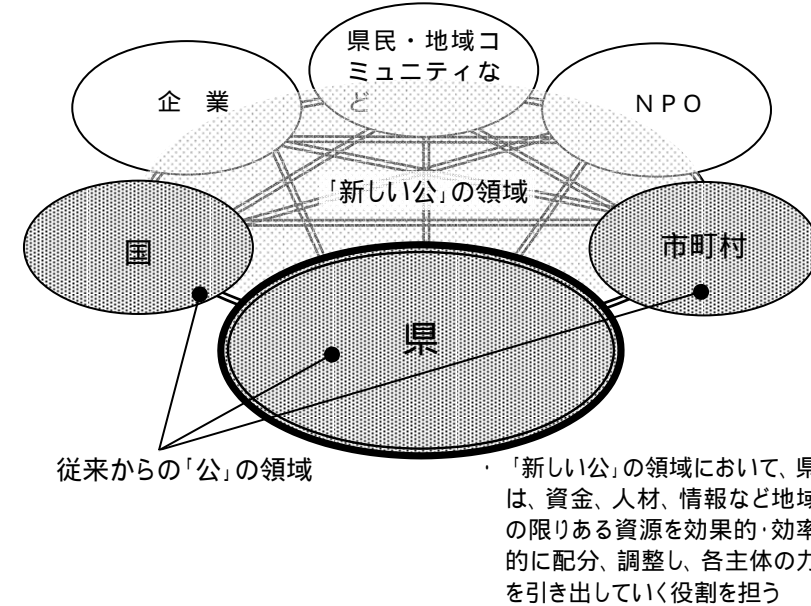 県民・地域コ
ミュニティな
ど
企　業
ＮＰＯ
「新しい公」の領域
国
市町村
県
従来からの「公」の領域
・「新しい公」の領域において、県
は、資金、人材、情報など地域
の限りある資源を効果的・効率
的に配分、調整し、各主体の力
を引き出していく役割を担う